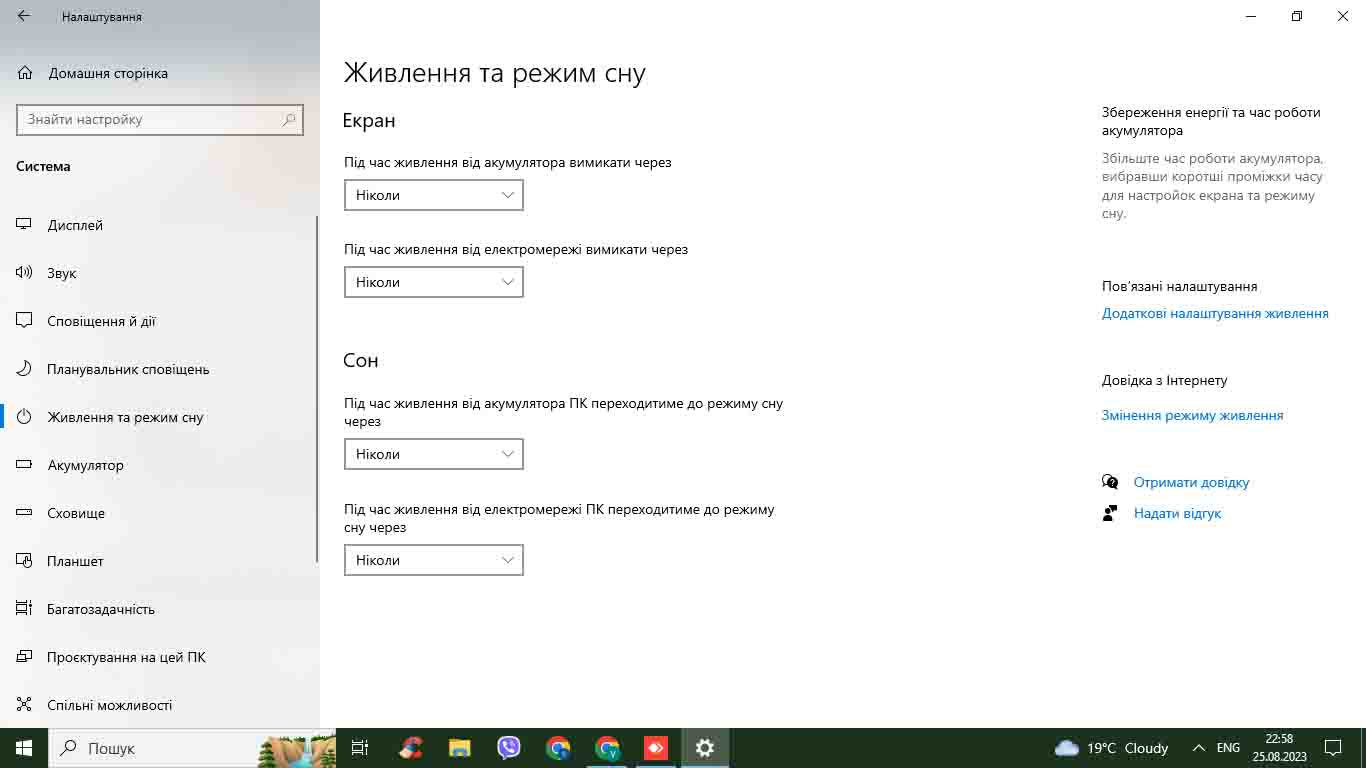 Налаштування
Домашня сторінка
Знайти настройку
Система
Дисплей
Звук
Сповіщення й дії
Планувальник сповіщень
Живлення та режим сну
Акумулятор
Сховище
Планшет
Багатозадачність
Проєктування на цей ПК
Спільні можливості
Живлення та режим сну
Екран
Під час живлення від акумулятора вимикати через
Ніколи
Під час живлення від електромережі вимикати через
Ніколи
Сон
Під час живлення від акумулятора ПК переходитиме до режиму сну
через
Ніколи
Під час живлення від електромережі ПК переходитиме до режиму
сну через
Ніколи
Збереження енергії та час роботи
акумулятора
Збільште час роботи акумулятора,
вибравши коротші проміжки часу
для настройок екрана та режиму
сну.
Пов’язані налаштування
Додаткові налаштування живлення
Довідка з Інтернету
Змінення режиму живлення
Отримати довідку
Надати відгук
Пошук
V
19°C Cloudy
ENG
22:58
25.08.2023